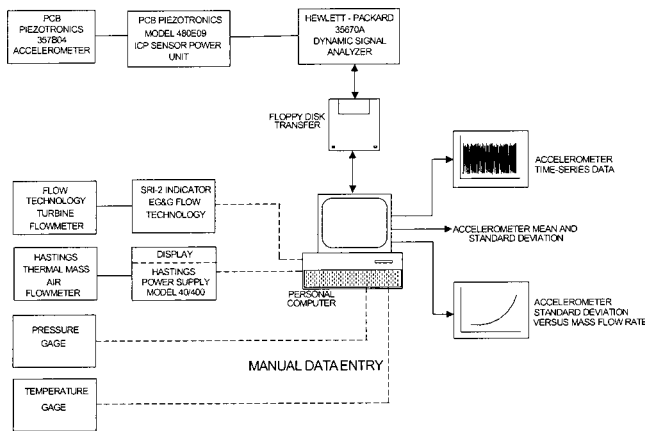 PCB
PIEZOTRONICS
357B04
ACCELEROMETER
PCB PIEZOTRONICS
MODEL 480E09
ICP SENSOR POWER
UNIT
HEWLETT - PACKARD
35670A
DYNAMIC SIGNAL
ANALYZER
FLOPPY DISK
TRANSFER
ACCELEROMETER
TIME-SERIES DATA
FLOW
TECHNOLOGY
TURBINE
FLOWMETER
SRI-2 INDICATOR
EG&G FLOW
TECHNOLOGY
ACCELEROMETER MEAN AND
STANDARD DEVIATION
HASTINGS
THERMAL MASS
AIR
FLOWMETER
DISPLAY
HASTINGS
POWER SUPPLY
MODEL 40/400
PERSONAL
COMPUTER
ACCELEROMETER
STANDARD DEVIATION
VERSUS MASS FLOW RATE
PRESSURE
GAGE
MANUAL DATA ENTRY
TEMPERATURE
GAGE